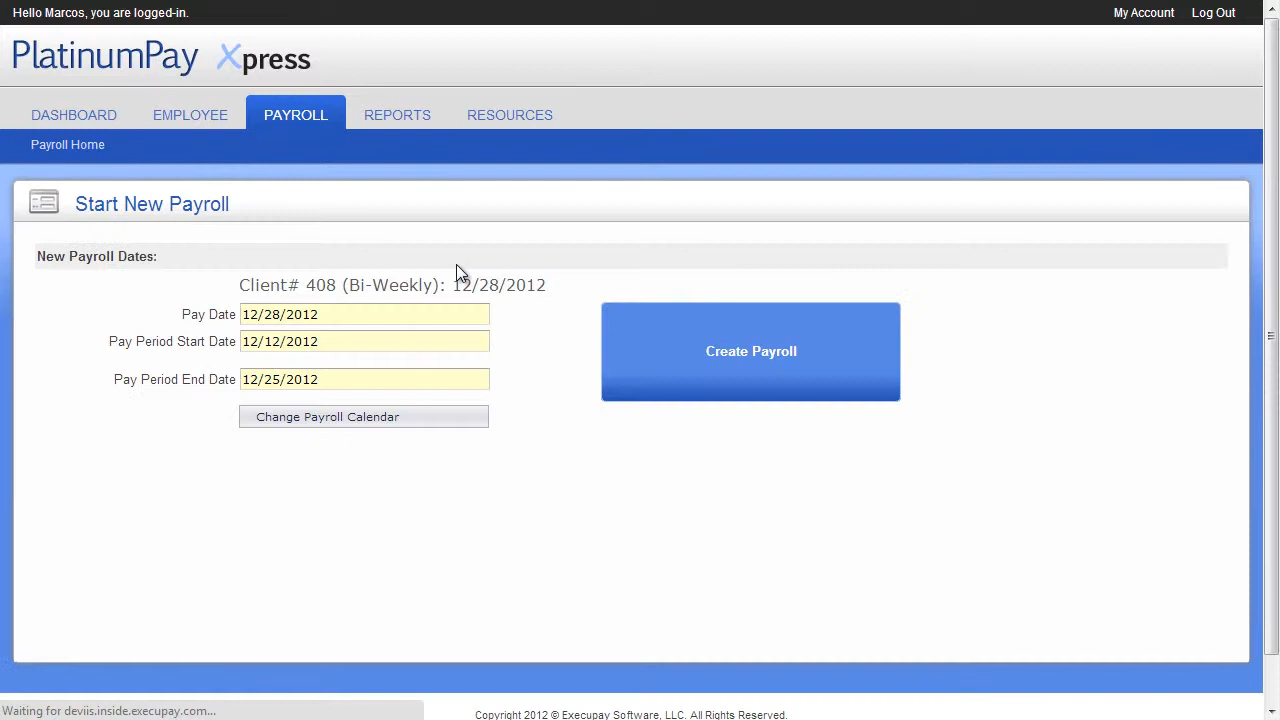 Hello Marcos, you are logged-in.
My Account Log Out
PlatinumPay Xpress
DASHBOARD EMPLOYEE PAYROLL REPORTS RESOURCES
Payroll Home
Start New Payroll
New Payroll Dates:
Client# 408 (Bi-Weekly): 12/28/2012
Pay Date 12/28/2012
Pay Period Start Date 12/12/2012
Create Payroll
Pay Period End Date 12/25/2012
Change Payroll Calendar
Waiting for deviis.inside.execupay.com...
Copyright 2012 © Execupay Software, LLC. All Rights Reserved.